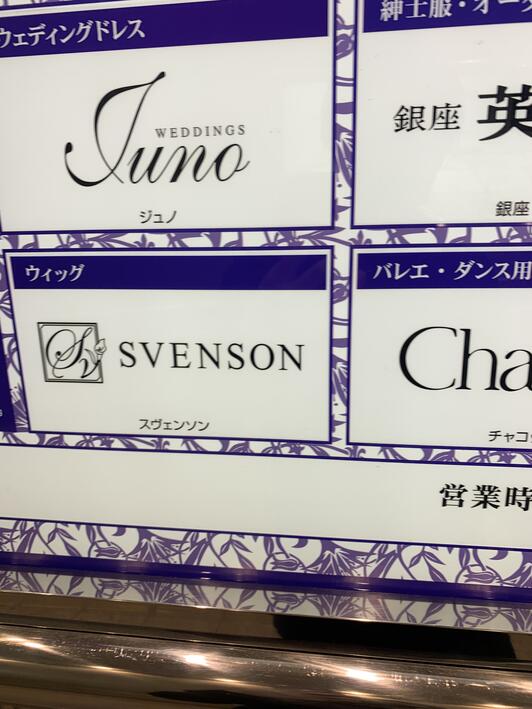 ウェディングドレス
WEDDINGS
Juno
ジュノ
紳士服・オー
銀座 英
銀座
ウィッグ
Sv SVENSON
スヴェンソン
バレエ・ダンス用
Cha
チャコ
営業時